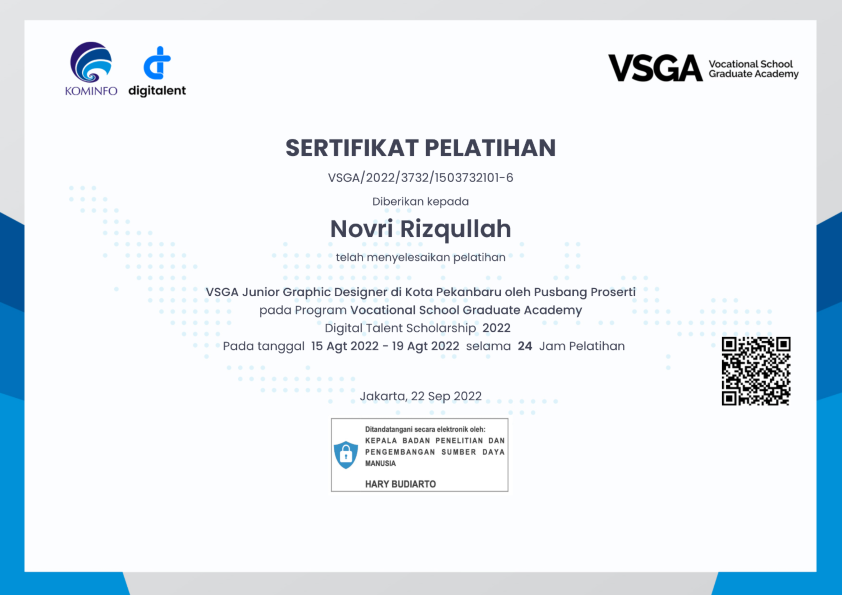 KOMINFO
digitalent
VSGA
Vocational School
Graduate Academy
SERTIFIKAT PELATIHAN
VSGA/2022/3732/1503732101-6
Diberikan kepada
Novri Rizqullah
telah menyelesaikan pelatihan
VSGA Junior Graphic Designer di Kota Pekanbaru oleh Pusbang Proserti
pada Program Vocational School Graduate Academy
Digital Talent Scholarship 2022
Pada tanggal 15 Agt 2022 - 19 Agt 2022 selama 24 Jam Pelatihan
Jakarta, 22 Sep 2022
Ditandatangani secara elektronik oleh:
KEPALA BADAN PENELITIAN DAN
PENGEMBANGAN SUMBER DAYA
MANUSIA
HARY BUDIARTO